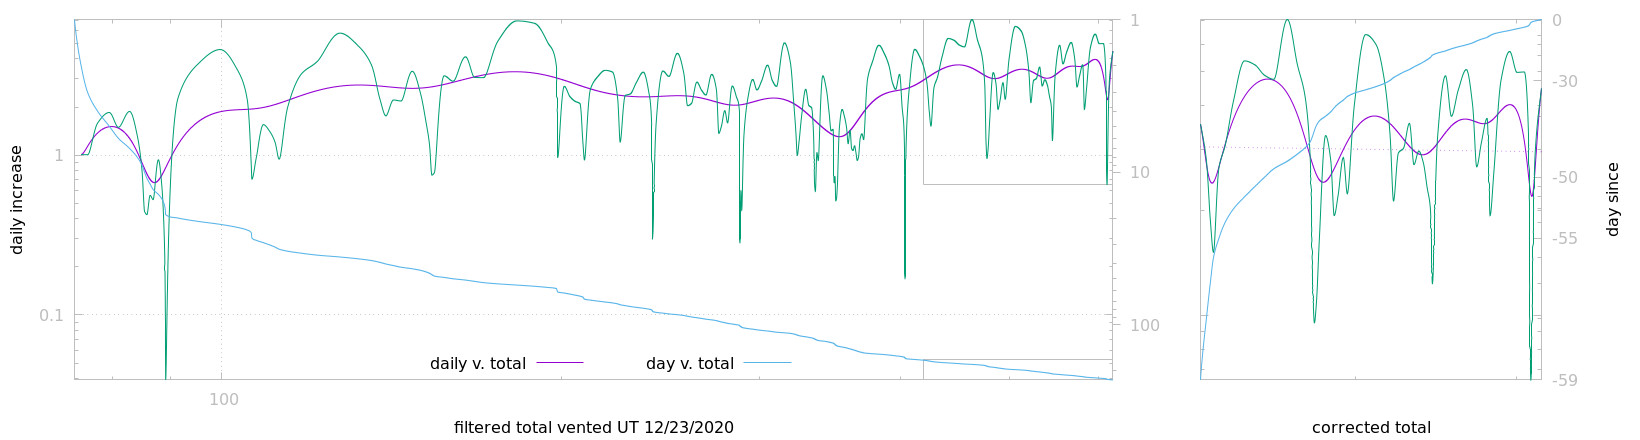 1
0
-30
1
10
-50
-55
daily increase
day since
0.1
100
daily v. total
day v. total
-59
100
filtered total vented UT 12/23/2020
corrected total